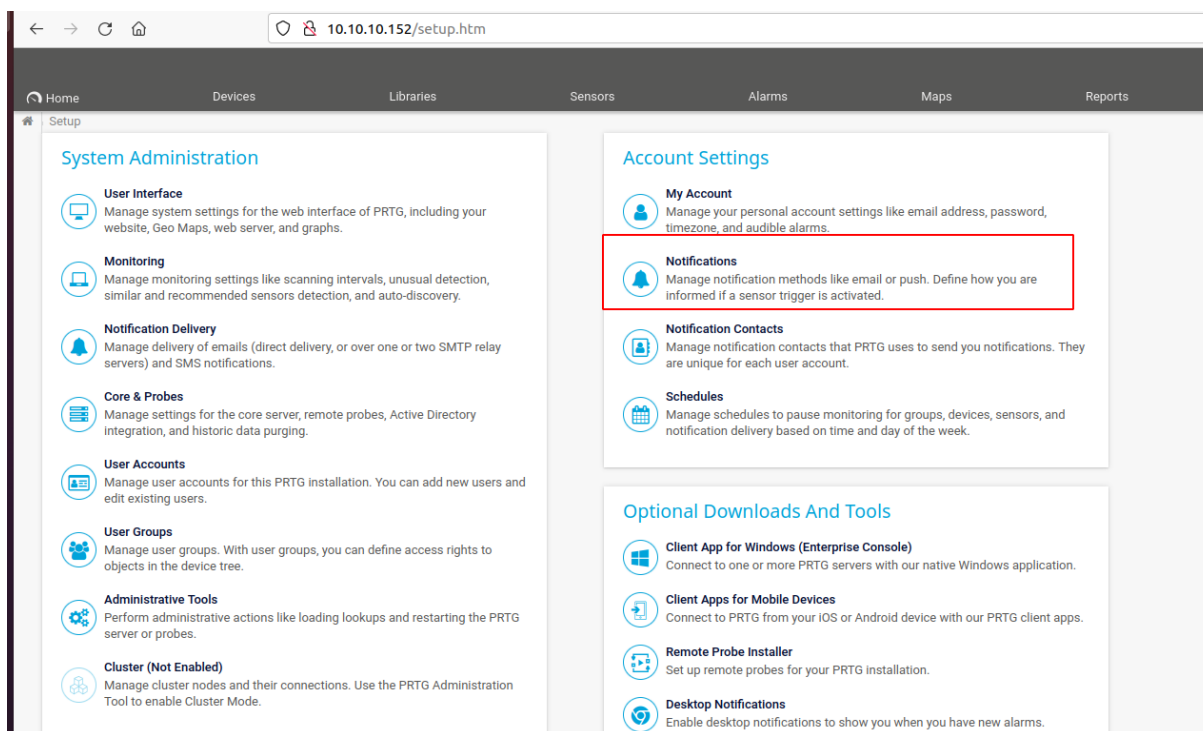 10.10.10.152/setup.htm
Home Devices Libraries Sensors Alarms Maps Reports
Setup
System Administration
User Interface
Manage system settings for the web interface of PRTG, including your
website, Geo Maps, web server, and graphs.
Monitoring
Manage monitoring settings like scanning intervals, unusual detection,
similar and recommended sensors detection, and auto-discovery.
Notification Delivery
Manage delivery of emails (direct delivery, or over one or two SMTP relay
servers) and SMS notifications.
Core & Probes
Manage settings for the core server, remote probes, Active Directory
integration, and historic data purging.
User Accounts
Manage user accounts for this PRTG installation. You can add new users and
edit existing users.
User Groups
Manage user groups. With user groups, you can define access rights to
objects in the device tree.
Administrative Tools
Perform administrative actions like loading lookups and restarting the PRTG
server or probes.
Cluster (Not Enabled)
Manage cluster nodes and their connections. Use the PRTG Administration
Tool to enable Cluster Mode.
Account Settings
My Account
Manage your personal account settings like email address, password,
timezone, and audible alarms.
Notifications
Manage notification methods like email or push. Define how you are
informed if a sensor trigger is activated.
Notification Contacts
Manage notification contacts that PRTG uses to send you notifications. They
are unique for each user account.
Schedules
Manage schedules to pause monitoring for groups, devices, sensors, and
notification delivery based on time and day of the week.
Optional Downloads And Tools
Client App for Windows (Enterprise Console)
Connect to one or more PRTG servers with our native Windows application.
Client Apps for Mobile Devices
Connect to PRTG from your iOS or Android device with our PRTG client apps.
Remote Probe Installer
Set up remote probes for your PRTG installation.
Desktop Notifications
Enable desktop notifications to show you when you have new alarms.